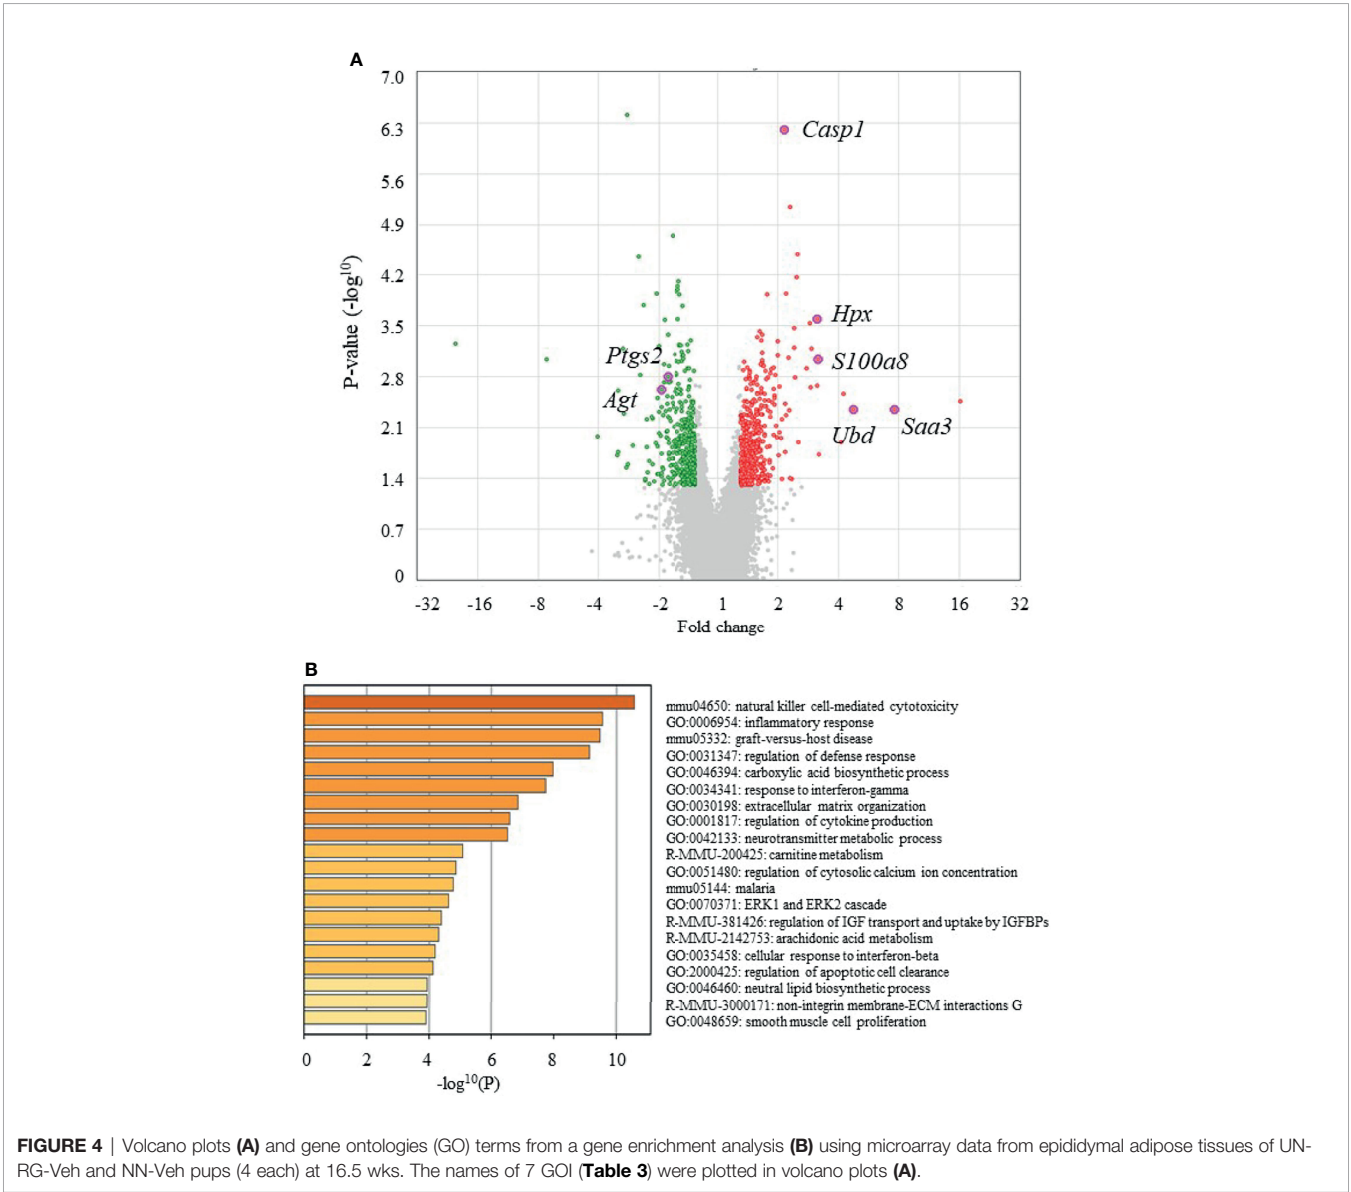 A
7.0
6.3
5.6
4.9
4.2
3.5
2.8
2.1
1.4
0.7
0
P-value (-log10)
Casp1
Hpx
S100a8
Ptgs2
Agt
Ubd
Saa3
-32 -16 -8 -4 -2 1 2 4 8 16 32
Fold change
B
mmu04650: natural killer cell-mediated cytotoxicity
GO:0006954: inflammatory response
mmu05332: graft-versus-host disease
GO:0031347: regulation of defense response
GO:0046394: carboxylic acid biosynthetic process
GO:0034341: response to interferon-gamma
GO:0030198: extracellular matrix organization
GO:0001817: regulation of cytokine production
GO:0042133: neurotransmitter metabolic process
R-MMU-200425: carnitine metabolism
GO:0051480: regulation of cytosolic calcium ion concentration
mmu05144: malaria
GO:0070371: ERK1 and ERK2 cascade
R-MMU-381426: regulation of IGF transport and uptake by IGFBPs
R-MMU-2142753: arachidonic acid metabolism
GO:0035458: cellular response to interferon-beta
GO:2000425: regulation of apoptotic cell clearance
GO:0046460: neutral lipid biosynthetic process
R-MMU-3000171: non-integrin membrane-ECM interactions G
GO:0048659: smooth muscle cell proliferation
0 2 4 6 8 10
-log10(P)
FIGURE 4 | Volcano plots (A) and gene ontologies (GO) terms from a gene enrichment analysis (B) using microarray data from epididymal adipose tissues of UN-
RG-Veh and NN-Veh pups (4 each) at 16.5 wks. The names of 7 GOI (Table 3) were plotted in volcano plots (A).